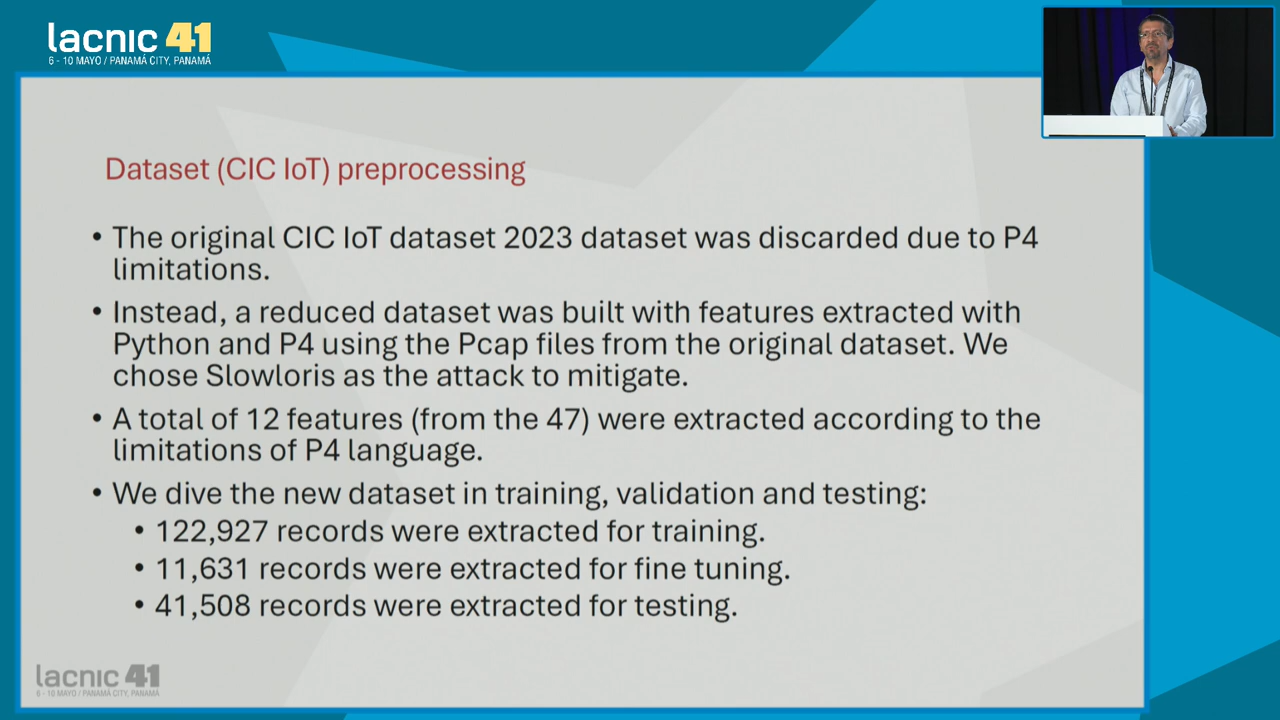 lacnic 41
6 - 10 MAYO / PANAMÁ CITY, PANAMÁ
Dataset (CIC IoT) preprocessing
• The original CIC IoT dataset 2023 dataset was discarded due to P4
limitations.
• Instead, a reduced dataset was built with features extracted with
Python and P4 using the Pcap files from the original dataset. We
chose Slowloris as the attack to mitigate.
• A total of 12 features (from the 47) were extracted according to the
limitations of P4 language.
• We dive the new dataset in training, validation and testing:
• 122,927 records were extracted for training.
• 11,631 records were extracted for fine tuning.
• 41,508 records were extracted for testing.
lacnic 41
6 - 10 MAYO / PANAMÁ CITY, PANAMÁ